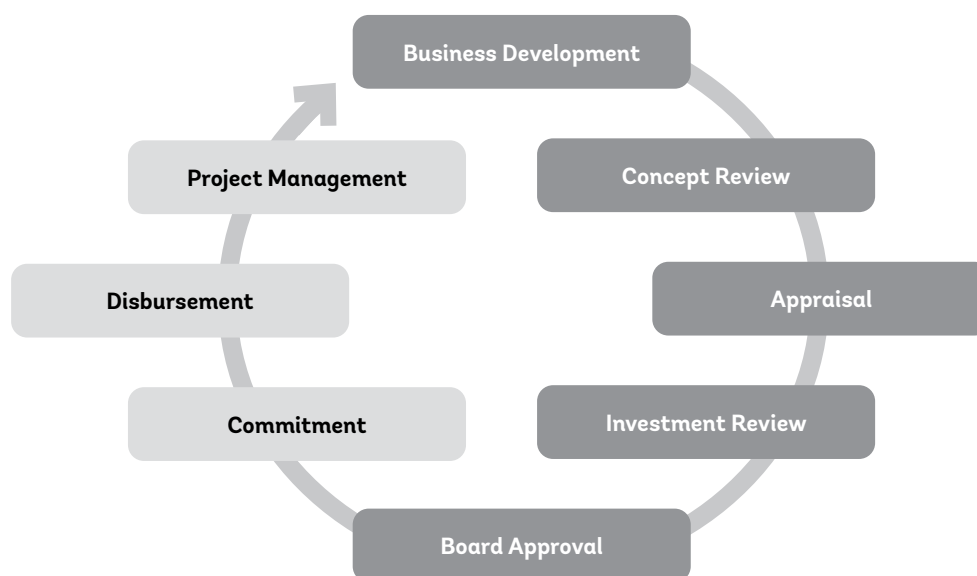 Business Development
Concept Review
Appraisal
Investment Review
Board Approval
Commitment
Disbursement
Project Management